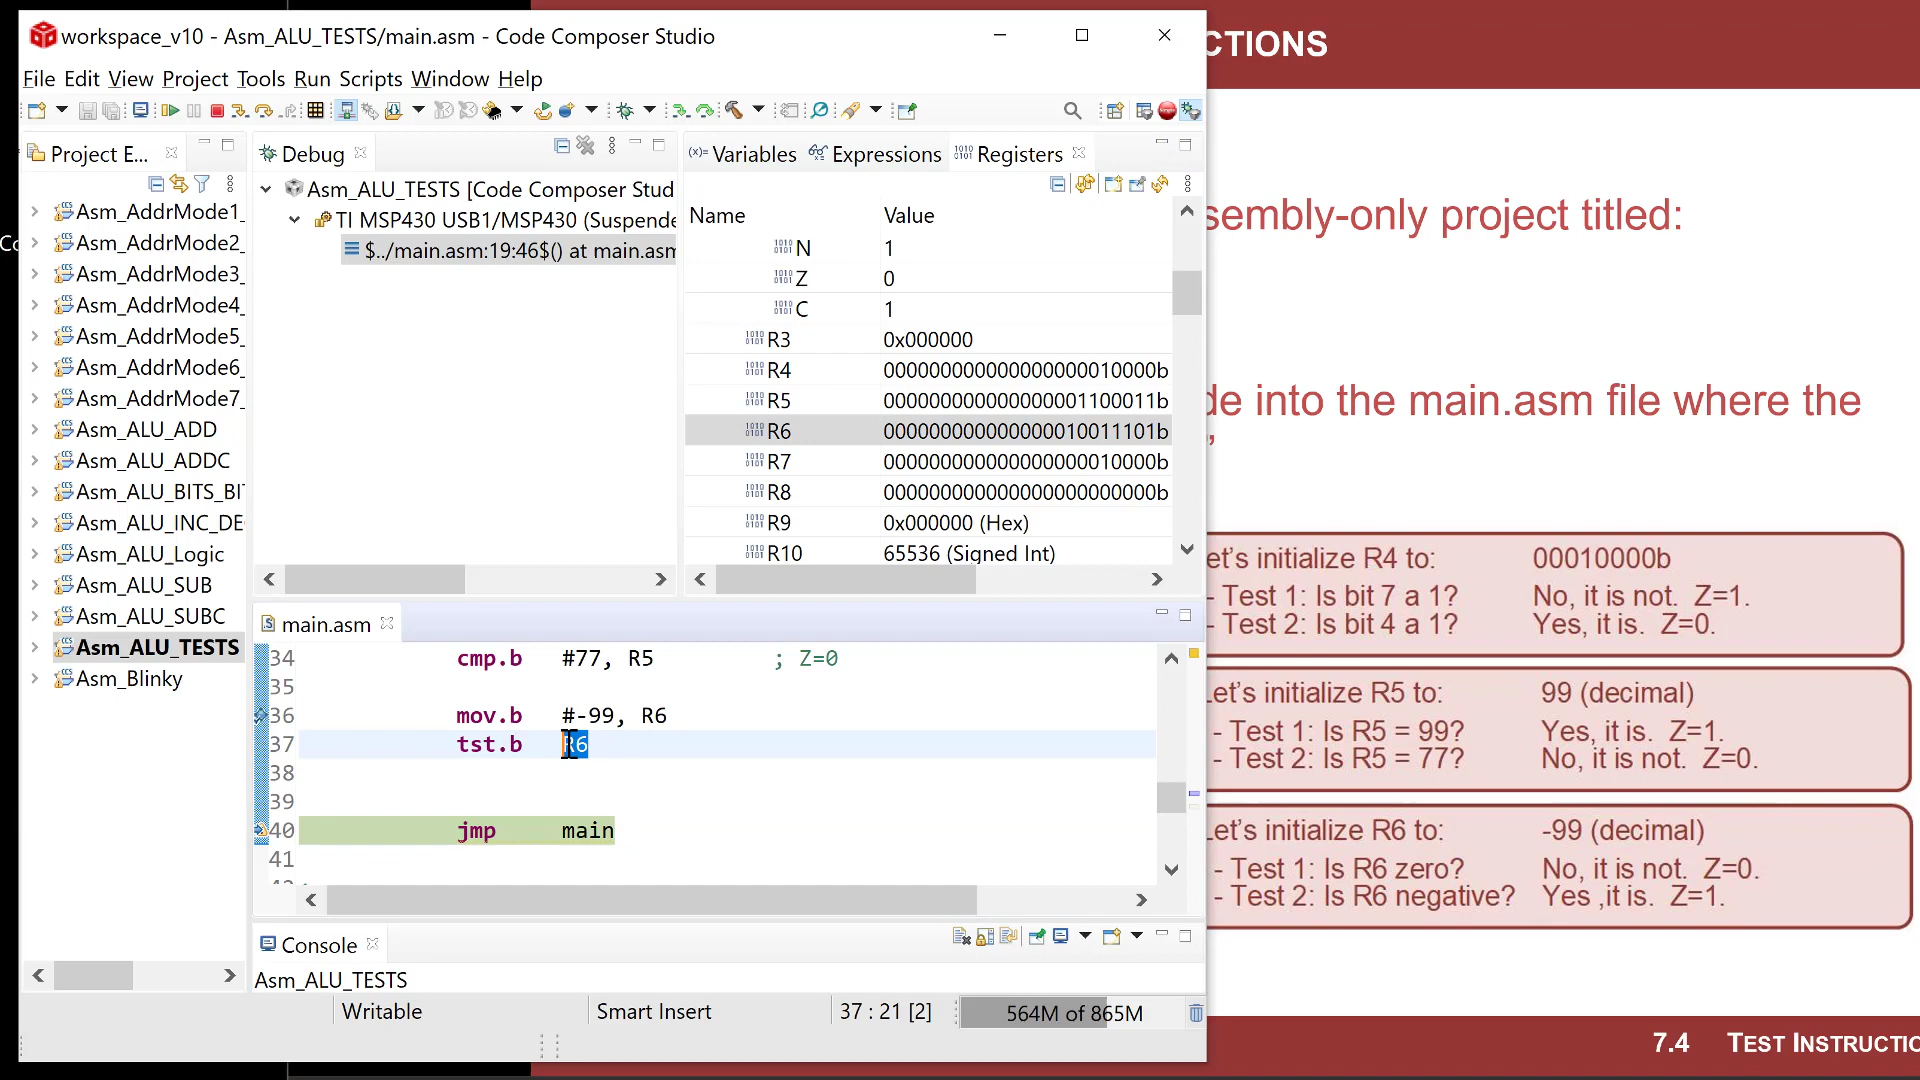 workspace_v10 - Asm_ALU_TESTS/main.asm - Code Composer Studio
File Edit View Project Tools Run Scripts Window Help
Project E...
Asm_AddrMode1_
Asm_AddrMode2_
Asm_AddrMode3_
Asm_AddrMode4_
Asm_AddrMode5_
Asm_AddrMode6_
Asm_AddrMode7_
Asm_ALU_ADD
Asm_ALU_ADDC
Asm_ALU_BITS_BI
Asm_ALU_INC_DE
Asm_ALU_Logic
Asm_ALU_SUB
Asm_ALU_SUBC
Asm_ALU_TESTS
Asm_Blinky
Debug
Asm_ALU_TESTS [Code Composer Stud
TI MSP430 USB1/MSP430 (Suspende
$../main.asm:19:46$() at main.asm
Variables Expressions Registers
Name Value
N 1
Z 0
C 1
R3 0x000000
R4 00000000000000000010000b
R5 00000000000000001100011b
R6 00000000000000010011101b
R7 00000000000000000010000b
R8 00000000000000000000000b
R9 0x000000 (Hex)
R10 65536 (Signed Int)
main.asm
34 cmp.b #77, R5 ; Z=0
35
36 mov.b #-99, R6
37 tst.b R6
38
39
40 jmp main
41
Console
Asm_ALU_TESTS
Writable Smart Insert 37 : 21 [2] 564M of 865M
Co
CTIONS
sembly-only project titled:
de into the main.asm file where the
et's initialize R4 to: 00010000b
- Test 1: Is bit 7 a 1? No, it is not. Z=1.
- Test 2: Is bit 4 a 1? Yes, it is. Z=0.
Let's initialize R5 to: 99 (decimal)
- Test 1: Is R5 = 99? Yes, it is. Z=1.
- Test 2: Is R5 = 77? No, it is not. Z=0.
Let's initialize R6 to: -99 (decimal)
- Test 1: Is R6 zero? No, it is not. Z=0.
- Test 2: Is R6 negative? Yes ,it is. Z=1.
7.4 TEST INSTRUCTIO